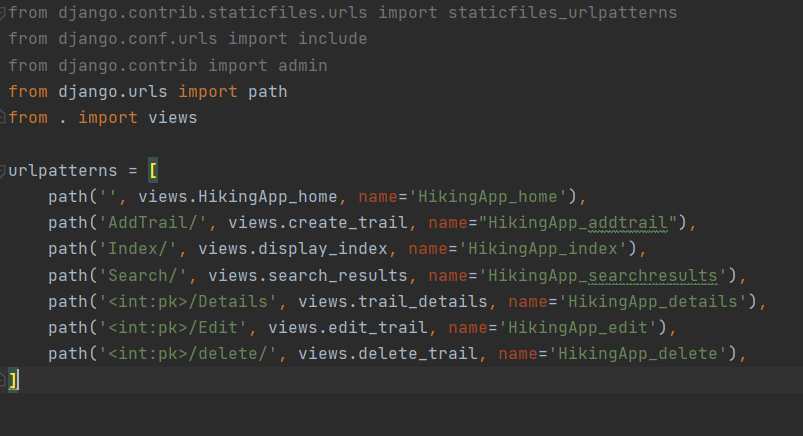 from django.contrib.staticfiles.urls import staticfiles_urlpatterns
from django.conf.urls import include
from django.contrib import admin
from django.urls import path
from . import views
urlpatterns = [
path('', views.HikingApp_home, name='HikingApp_home'),
path('AddTrail/', views.create_trail, name="HikingApp_addtrail"),
path('Index/', views.display_index, name='HikingApp_index'),
path('Search/', views.search_results, name='HikingApp_searchresults'),
path('<int:pk>/Details', views.trail_details, name='HikingApp_details'),
path('<int:pk>/Edit', views.edit_trail, name='HikingApp_edit'),
path('<int:pk>/delete/', views.delete_trail, name='HikingApp_delete'),
]